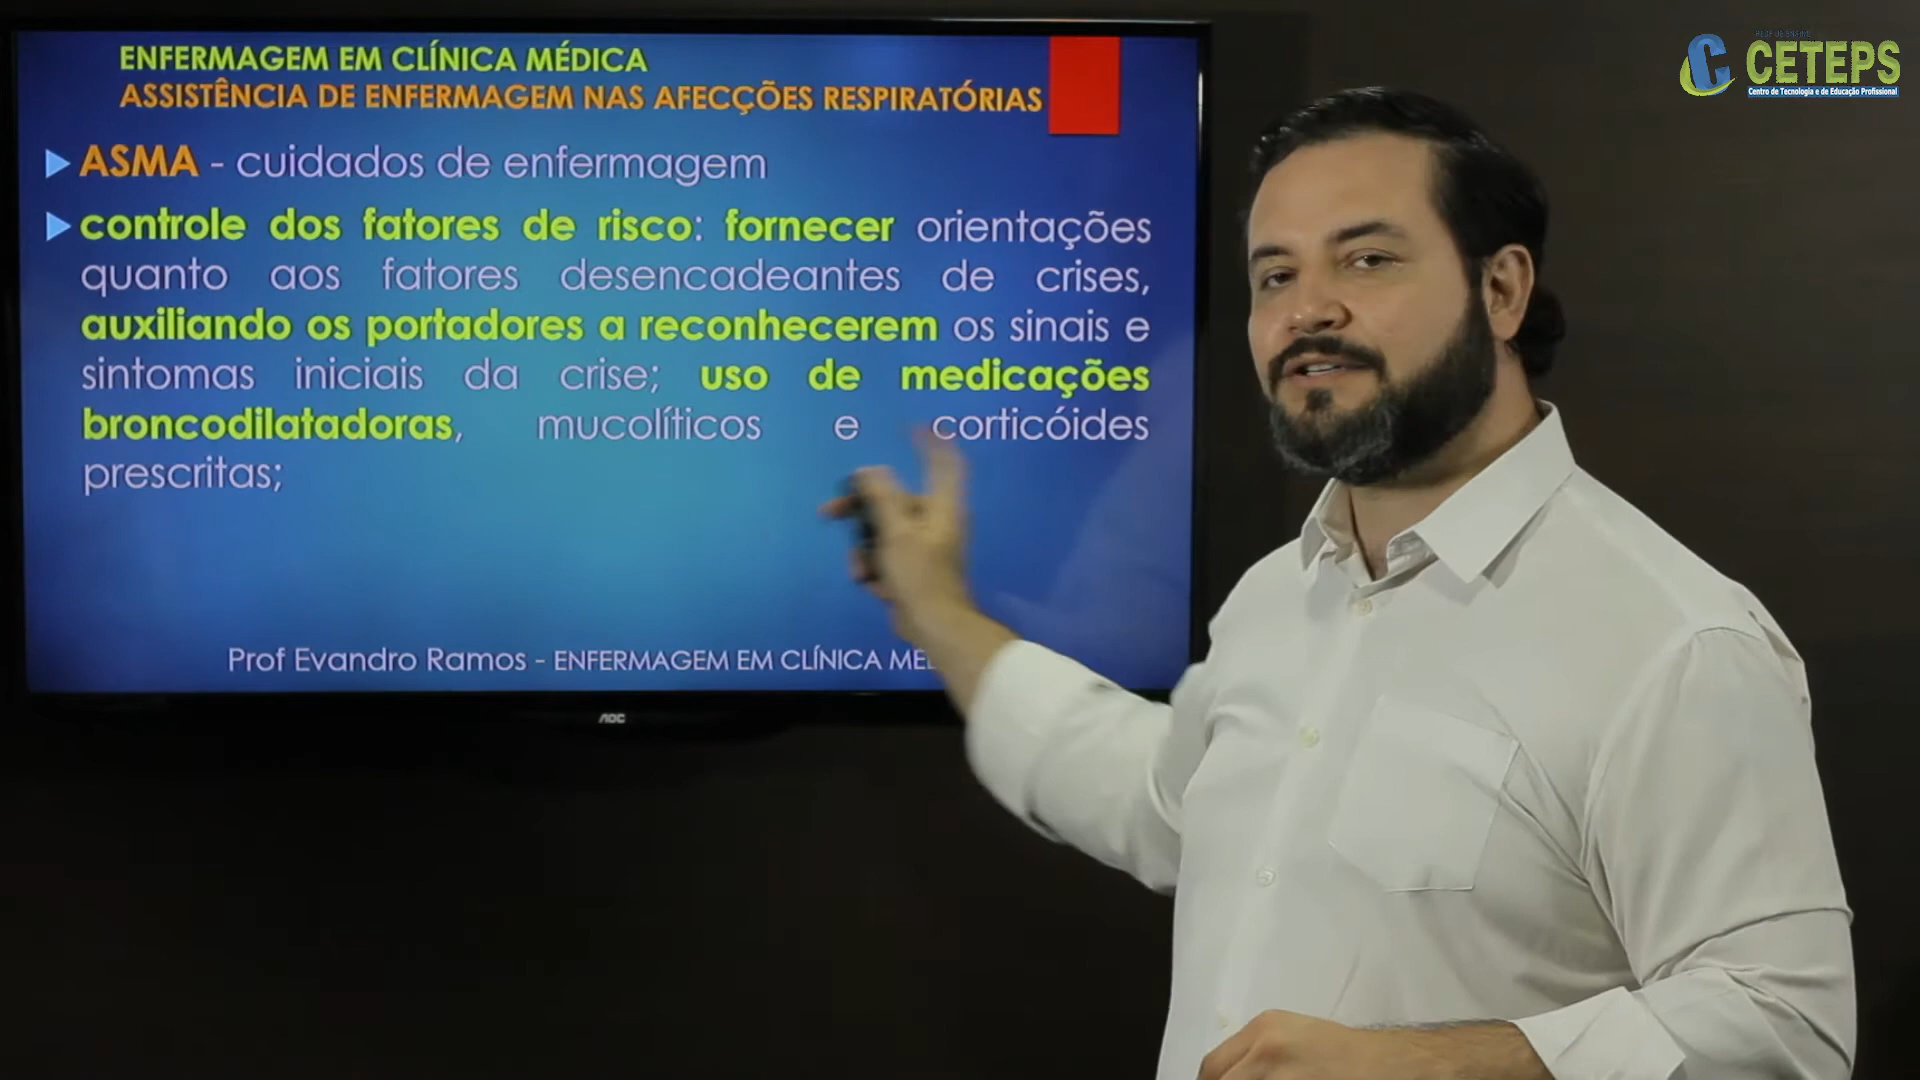 ENFERMAGEM EM CLÍNICA MÉDICA
ASSISTÊNCIA DE ENFERMAGEM NAS AFECÇÕES RESPIRATÓRIAS
ASMA - cuidados de enfermagem
controle dos fatores de risco: fornecer orientações
quanto aos fatores desencadeantes de crises,
auxiliando os portadores a reconhecerem os sinais e
sintomas iniciais da crise; uso de medicações
broncodilatadoras, mucolíticos e corticóides
prescritas;
Prof Evandro Ramos - ENFERMAGEM EM CLÍNICA
AOC
CETEPS
Centro de Tecnologia e de Educação Profissional